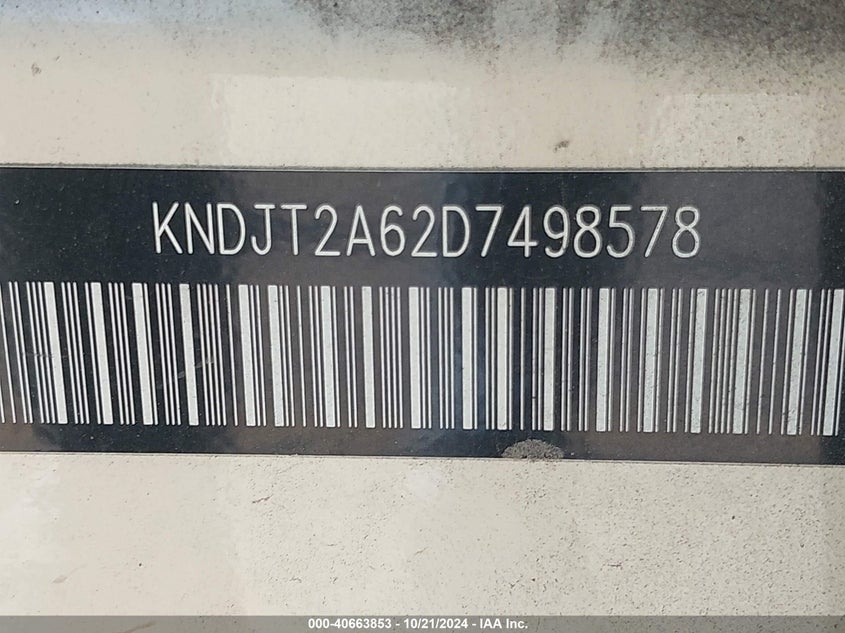 KNDJT2A62D7498578
000-40663853 - 10/21/2024 - IAA Inc.